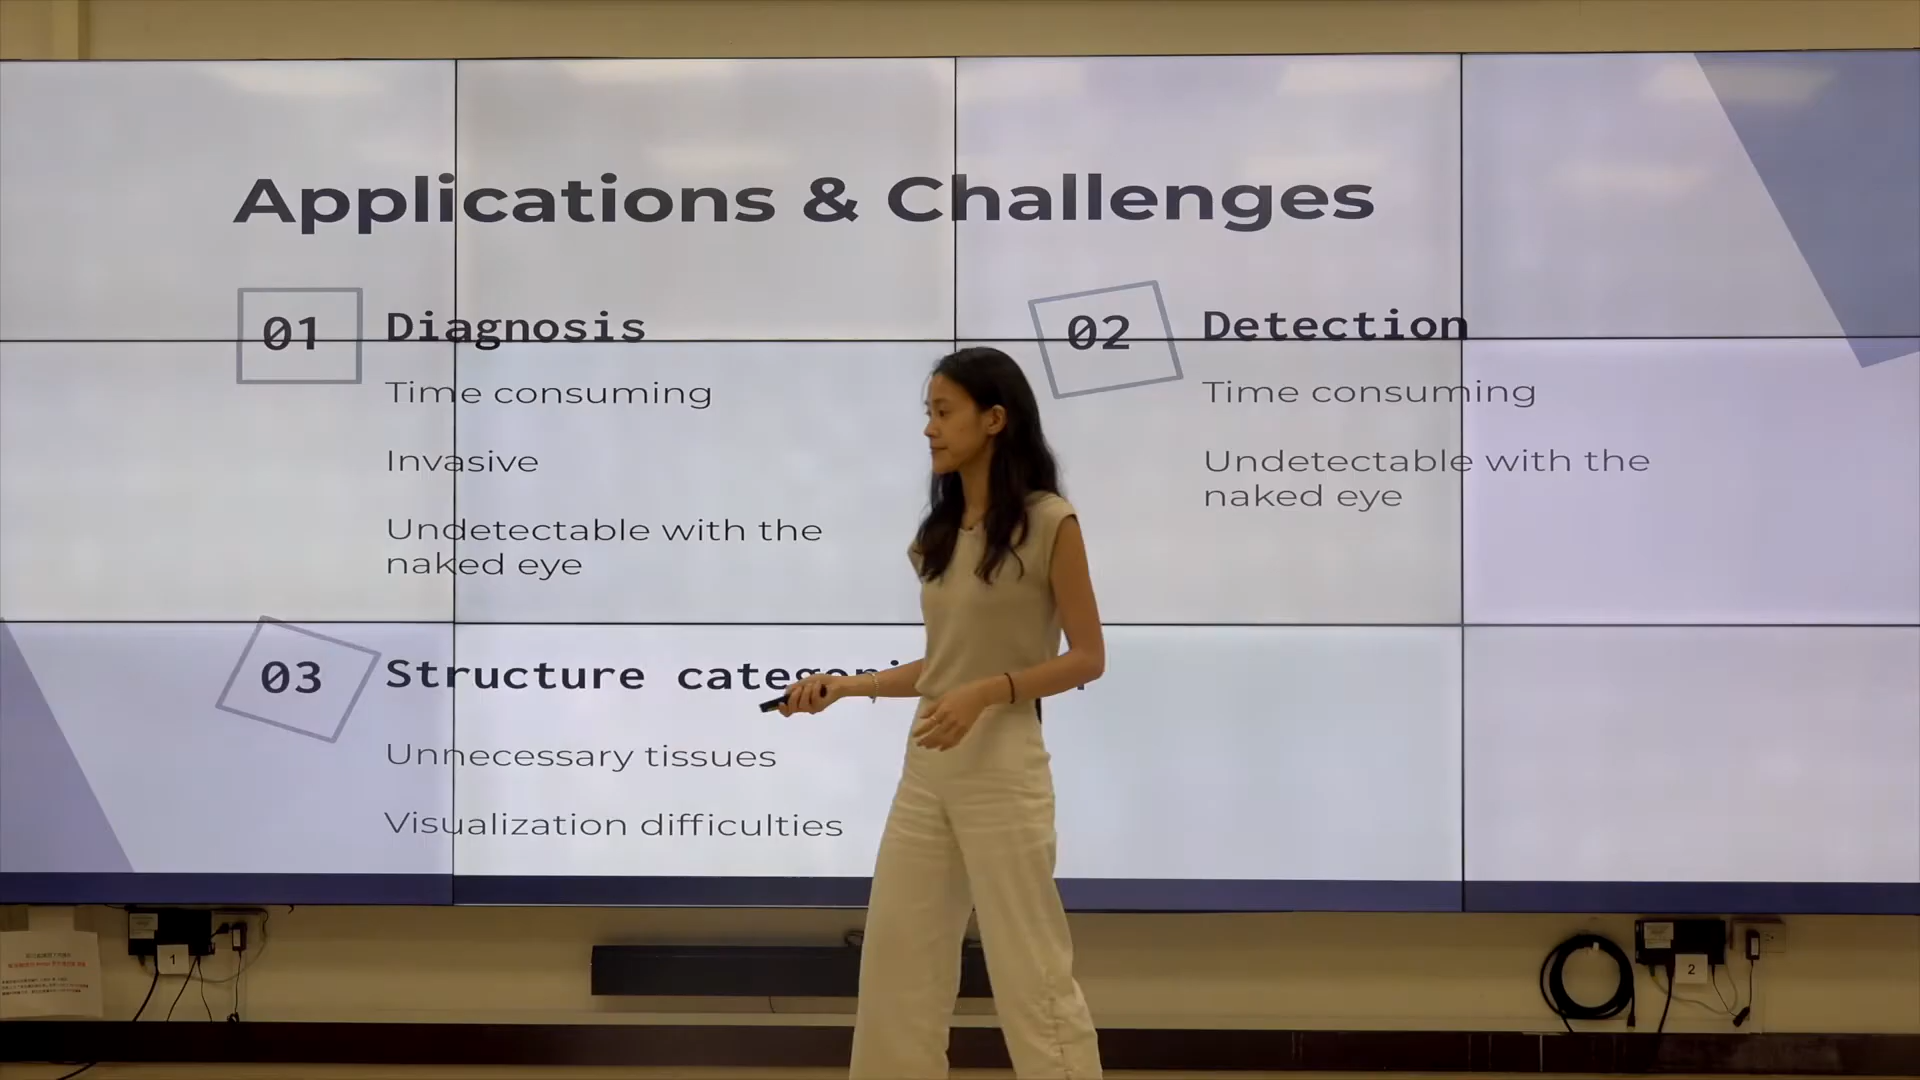 Applications & Challenges
01
Diagnosis
Time consuming
Invasive
Undetectable with the
naked eye
02
Detection
Time consuming
Undetectable with the
naked eye
03
Structure
Unnecessary tissues
Visualization difficulties
1
2